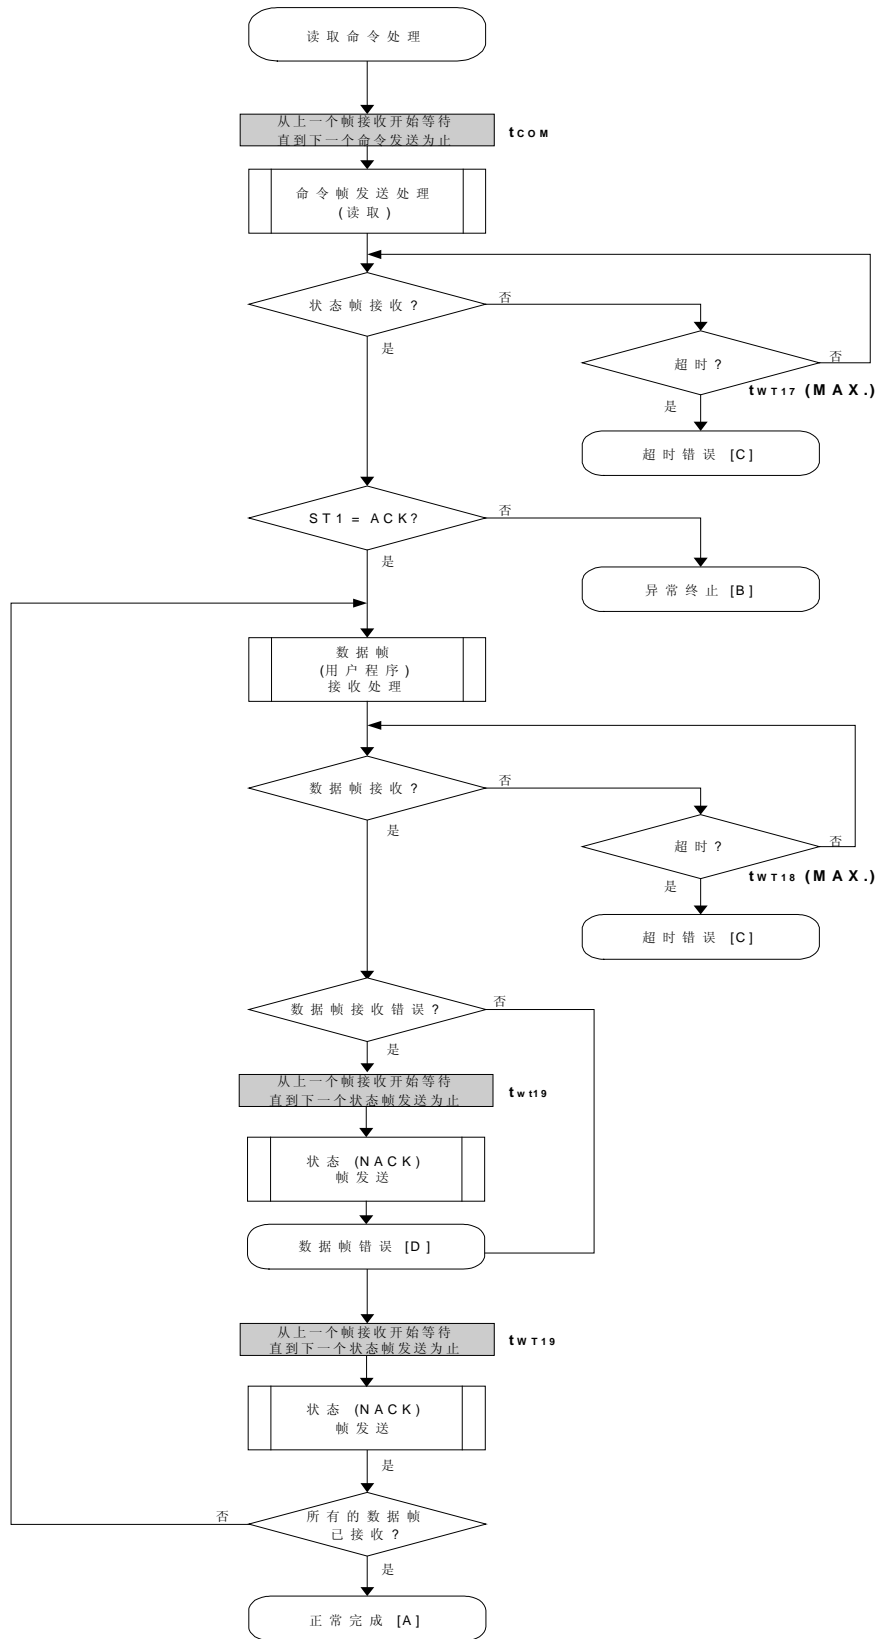 读取命令处理
从上一个帧接收开始等待
直到下一个命令发送为止
tCOM
命令帧发送处理
(读取)
状态帧接收?
否
是
超时?
否
tWT17 (MAX.)
是
超时错误 [C]
ST1 = ACK?
否
是
异常终止 [B]
数据帧
(用户程序)
接收处理
数据帧接收?
否
是
超时?
否
tWT18 (MAX.)
是
超时错误 [C]
数据帧接收错误?
否
是
从上一个帧接收开始等待
直到下一个状态帧发送为止
twt19
状态 (NACK)
帧发送
数据帧错误 [D]
从上一个帧接收开始等待
直到下一个状态帧发送为止
tWT19
状态 (NACK)
帧发送
是
所有的数据帧
已接收?
否
是
正常完成 [A]